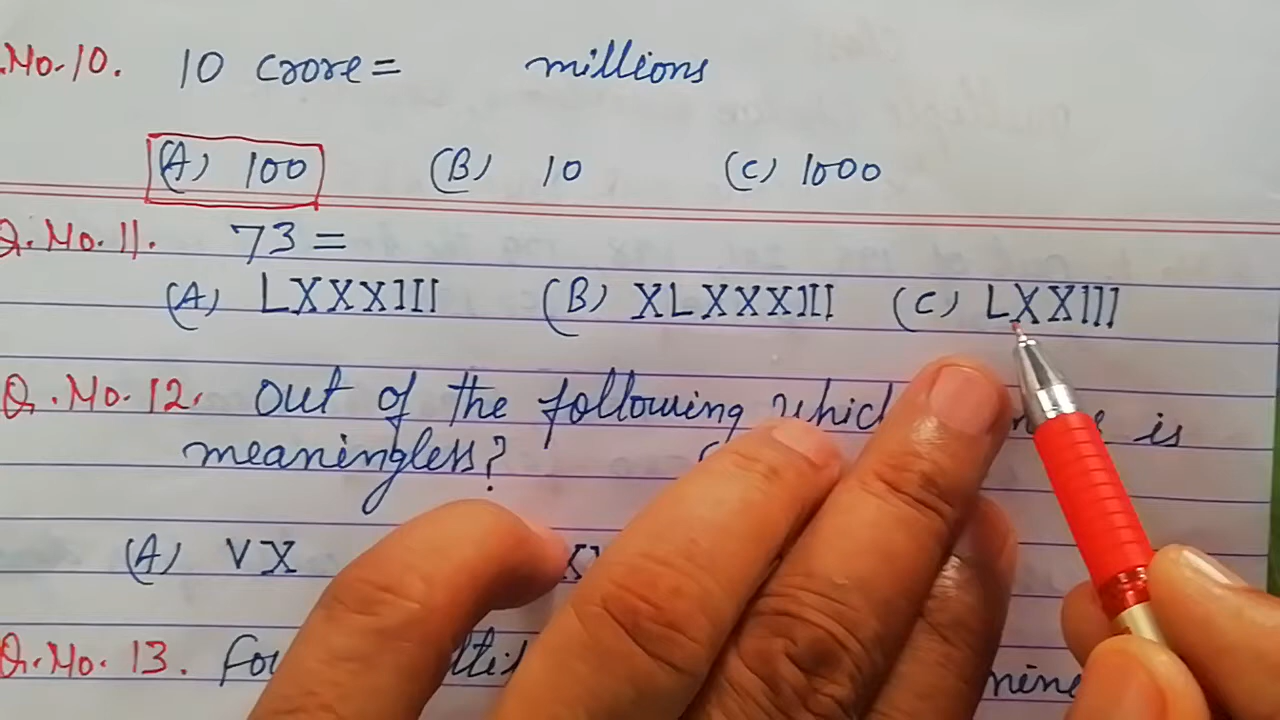 .No.10. 10 crore = millions
(A) 100 (B) 10 (C) 1000
Q.No.11. 73 =
(A) LXXXIII (B) XLXXXIII (C) LXXIII
Q.No.12. Out of the following which is
meaningless?
(A) VX
Q.No.13.